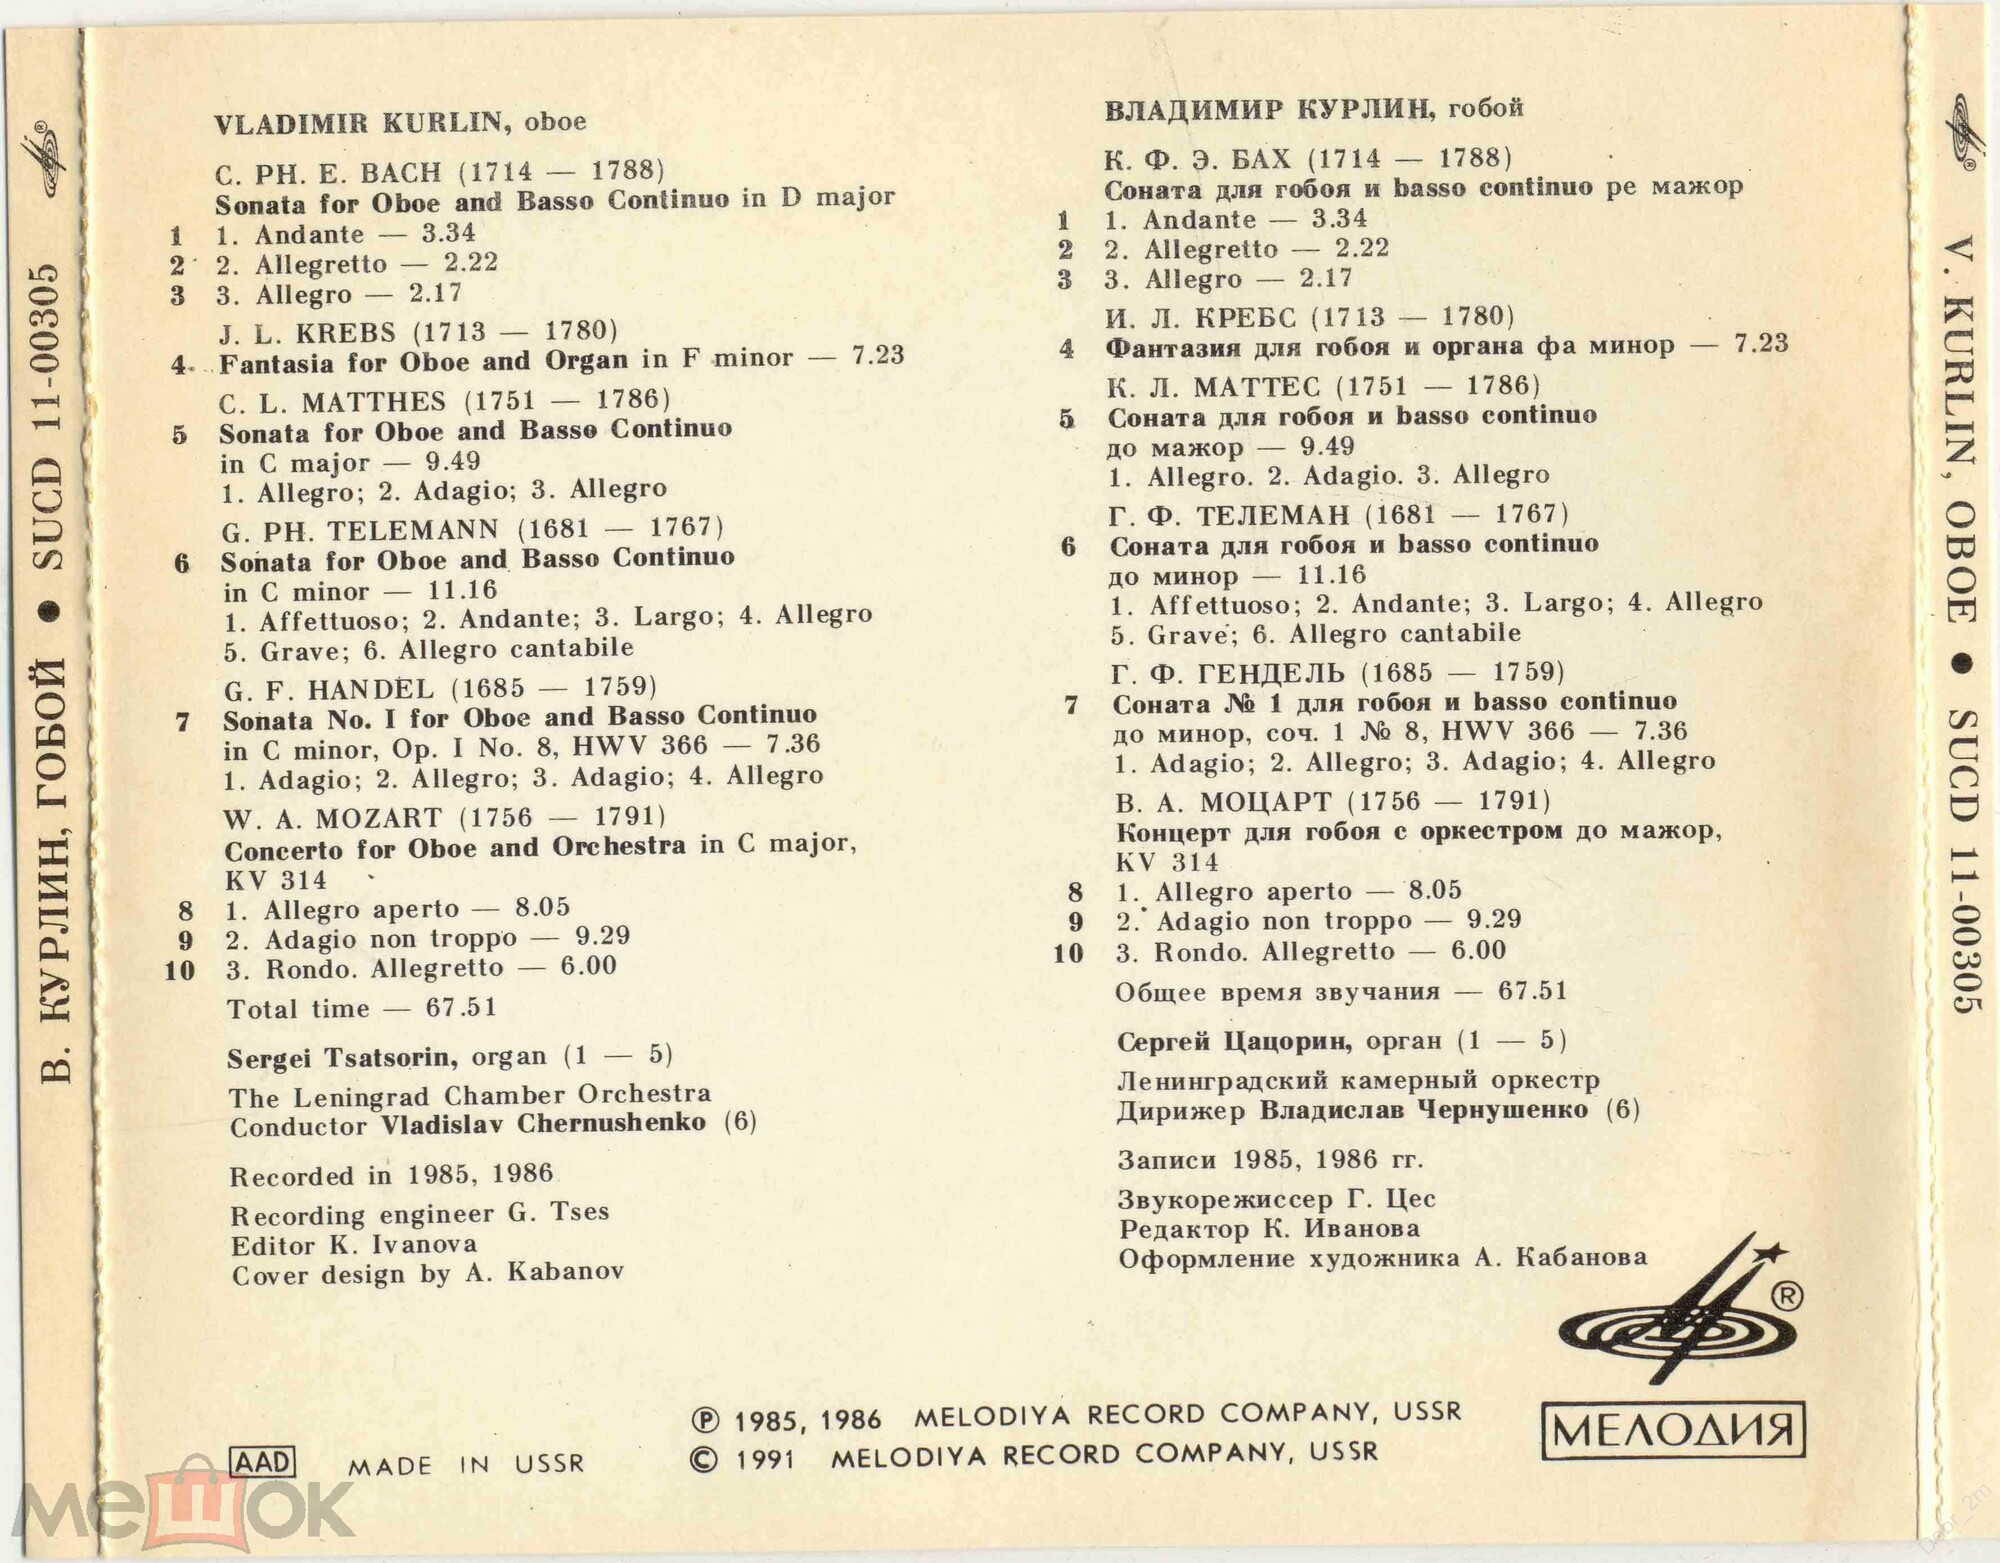 В. КУРЛИН, ГОБОЙ ● SUCD 11-00305
VLADIMIR KURLIN, oboe
C. PH. E. BACH (1714 — 1788)
Sonata for Oboe and Basso Continuo in D major
1 1. Andante — 3.34
2 2. Allegretto — 2.22
3 3. Allegro — 2.17
J. L. KREBS (1713 — 1780)
4 Fantasia for Oboe and Organ in F minor — 7.23
C. L. MATTHES (1751 — 1786)
5 Sonata for Oboe and Basso Continuo
in C major — 9.49
1. Allegro; 2. Adagio; 3. Allegro
G. PH. TELEMANN (1681 — 1767)
6 Sonata for Oboe and Basso Continuo
in C minor — 11.16
1. Affettuoso; 2. Andante; 3. Largo; 4. Allegro
5. Grave; 6. Allegro cantabile
G. F. HANDEL (1685 — 1759)
7 Sonata No. I for Oboe and Basso Continuo
in C minor, Op. I No. 8, HWV 366 — 7.36
1. Adagio; 2. Allegro; 3. Adagio; 4. Allegro
W. A. MOZART (1756 — 1791)
Concerto for Oboe and Orchestra in C major,
KV 314
8 1. Allegro aperto — 8.05
9 2. Adagio non troppo — 9.29
10 3. Rondo. Allegretto — 6.00
Total time — 67.51
Sergei Tsatsorin, organ (1 — 5)
The Leningrad Chamber Orchestra
Conductor Vladislav Chernushenko (6)
Recorded in 1985, 1986
Recording engineer G. Tses
Editor K. Ivanova
Cover design by A. Kabanov
ВЛАДИМИР КУРЛИН, гобой
К. Ф. Э. БАХ (1714 — 1788)
Соната для гобоя и basso continuo ре мажор
1 1. Andante — 3.34
2 2. Allegretto — 2.22
3 3. Allegro — 2.17
И. Л. КРЕБС (1713 — 1780)
4 Фантазия для гобоя и органа фа минор — 7.23
К. Л. МАТТЕС (1751 — 1786)
5 Соната для гобоя и basso continuo
до мажор — 9.49
1. Allegro. 2. Adagio. 3. Allegro
Г. Ф. ТЕЛЕМАН (1681 — 1767)
6 Соната для гобоя и basso continuo
до минор — 11.16
1. Affettuoso; 2. Andante; 3. Largo; 4. Allegro
5. Grave; 6. Allegro cantabile
Г. Ф. ГЕНДЕЛЬ (1685 — 1759)
7 Соната № 1 для гобоя и basso continuo
до минор, соч. 1 № 8, HWV 366 — 7.36
1. Adagio; 2. Allegro; 3. Adagio; 4. Allegro
В. А. МОЦАРТ (1756 — 1791)
Концерт для гобоя с оркестром до мажор,
KV 314
8 1. Allegro aperto — 8.05
9 2. Adagio non troppo — 9.29
10 3. Rondo. Allegretto — 6.00
Общее время звучания — 67.51
Сергей Цацорин, орган (1 — 5)
Ленинградский камерный оркестр
Дирижер Владислав Чернушенко (6)
Записи 1985, 1986 гг.
Звукорежиссер Г. Цес
Редактор К. Иванова
Оформление художника А. Кабанова
®
МЕЛОДИЯ
AAD MADE IN USSR
℗ 1985, 1986 MELODIYA RECORD COMPANY, USSR
© 1991 MELODIYA RECORD COMPANY, USSR
V. KURLIN, OBOE ● SUCD 11-00305
мешок
Door_2m